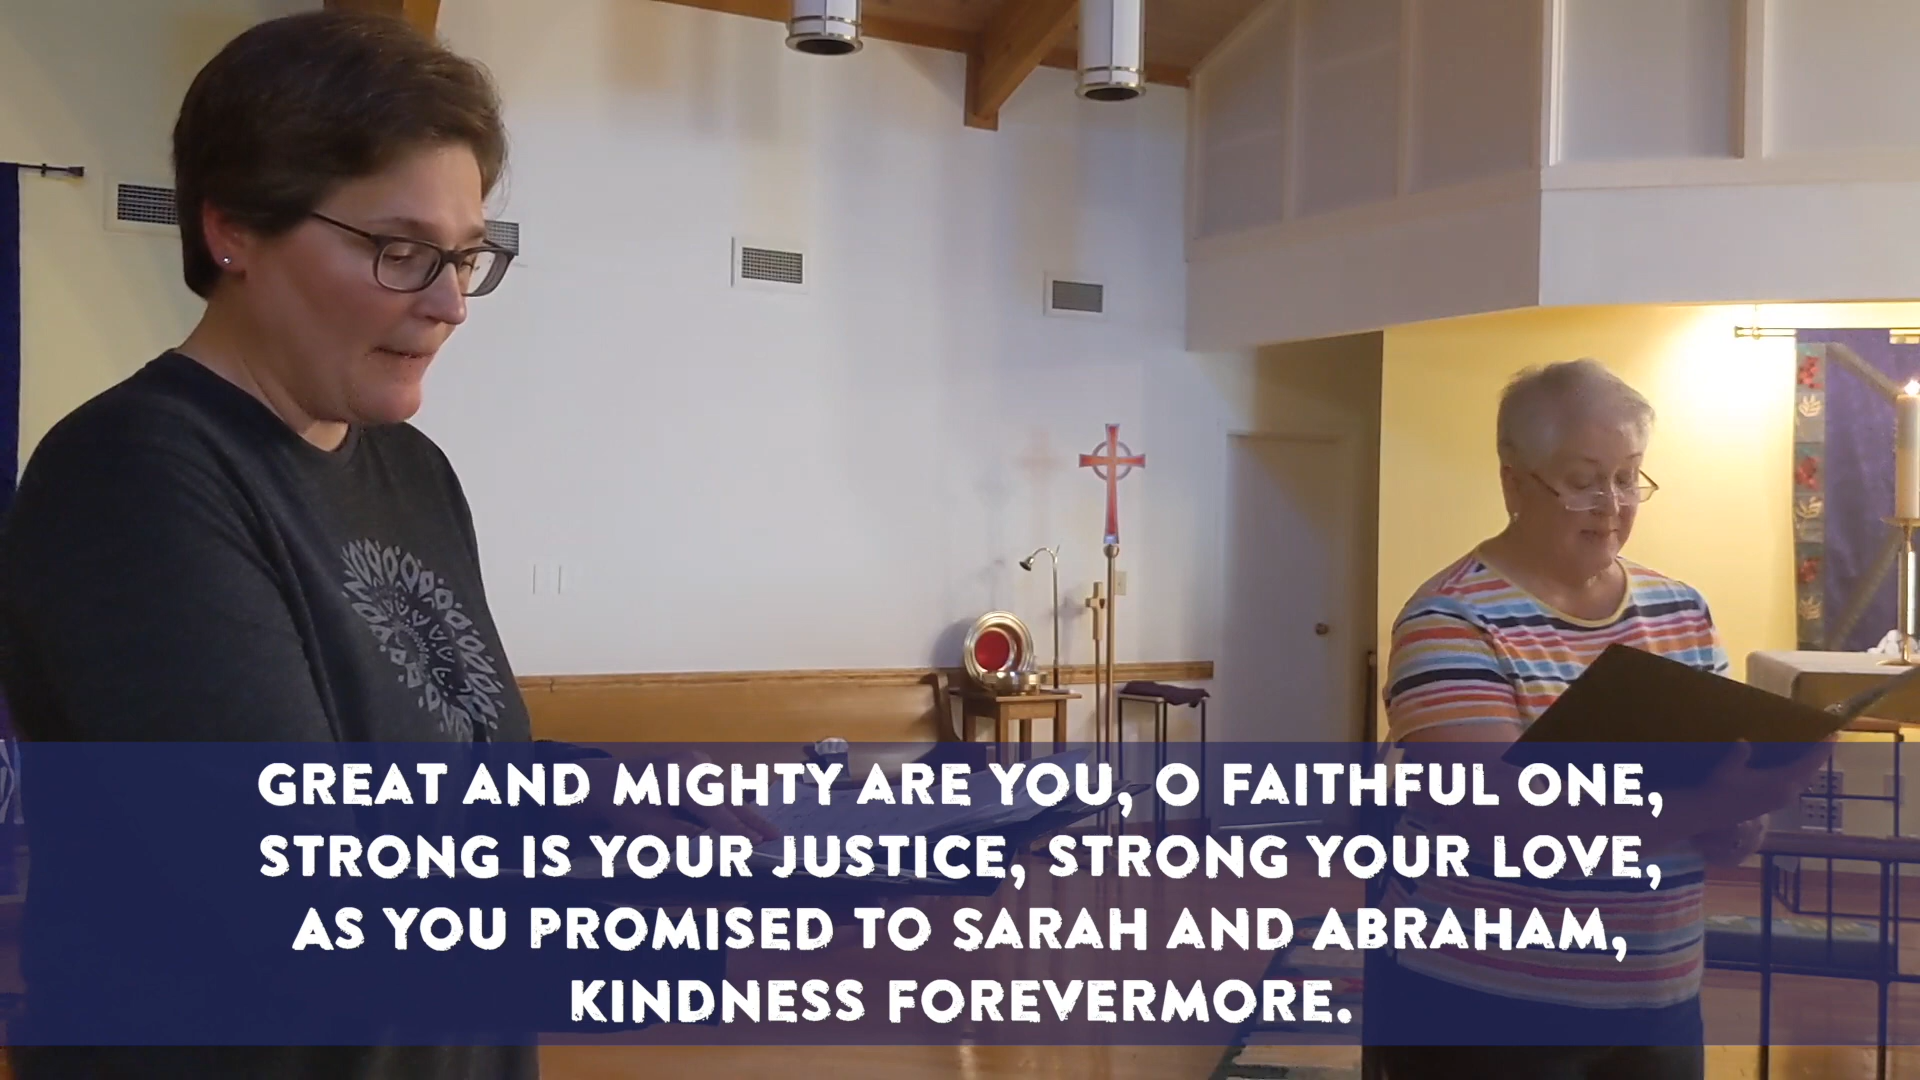 GREAT AND MIGHTY ARE YOU, O FAITHFUL ONE,
STRONG IS YOUR JUSTICE, STRONG YOUR LOVE,
AS YOU PROMISED TO SARAH AND ABRAHAM,
KINDNESS FOREVERMORE.